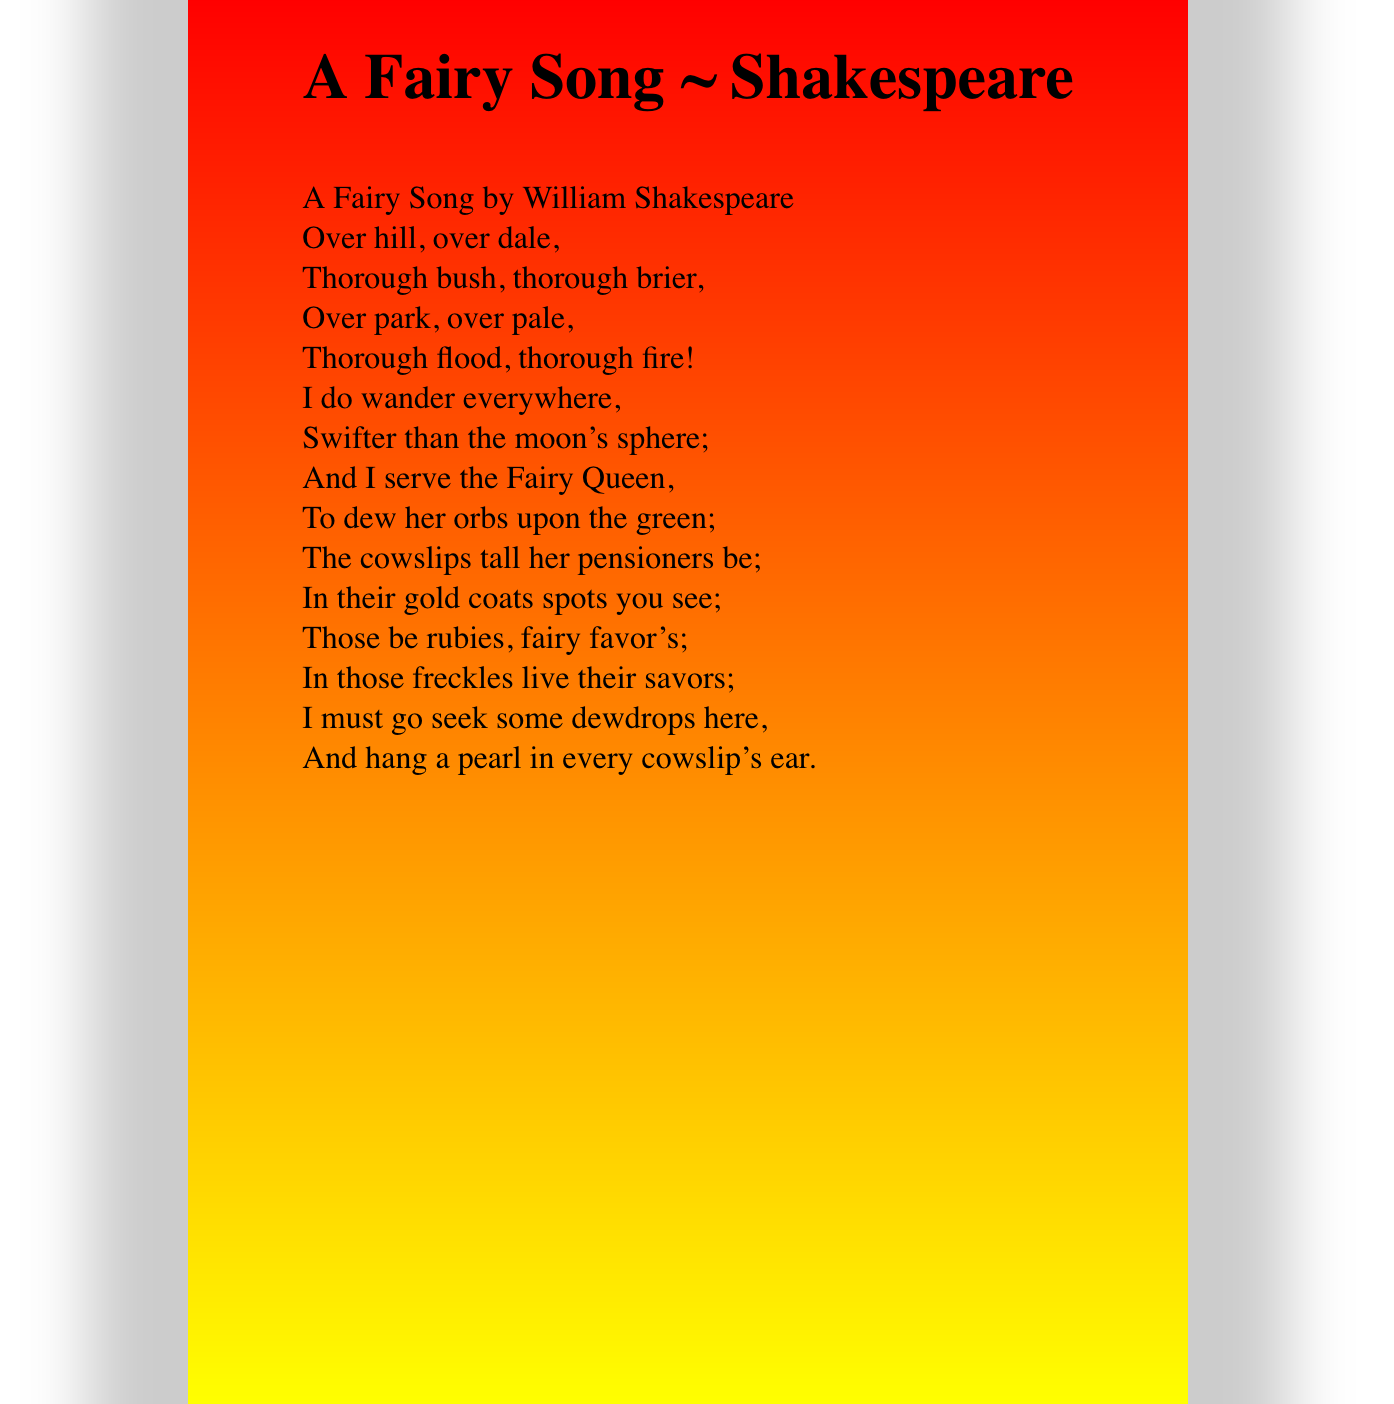 A Fairy Song ~ Shakespeare
A Fairy Song by William Shakespeare
Over hill, over dale,
Thorough bush, thorough brier,
Over park, over pale,
Thorough flood, thorough fire!
I do wander everywhere,
Swifter than the moon's sphere;
And I serve the Fairy Queen,
To dew her orbs upon the green;
The cowslips tall her pensioners be;
In their gold coats spots you see;
Those be rubies, fairy favor's;
In those freckles live their savors;
I must go seek some dewdrops here,
And hang a pearl in every cowslip's ear.